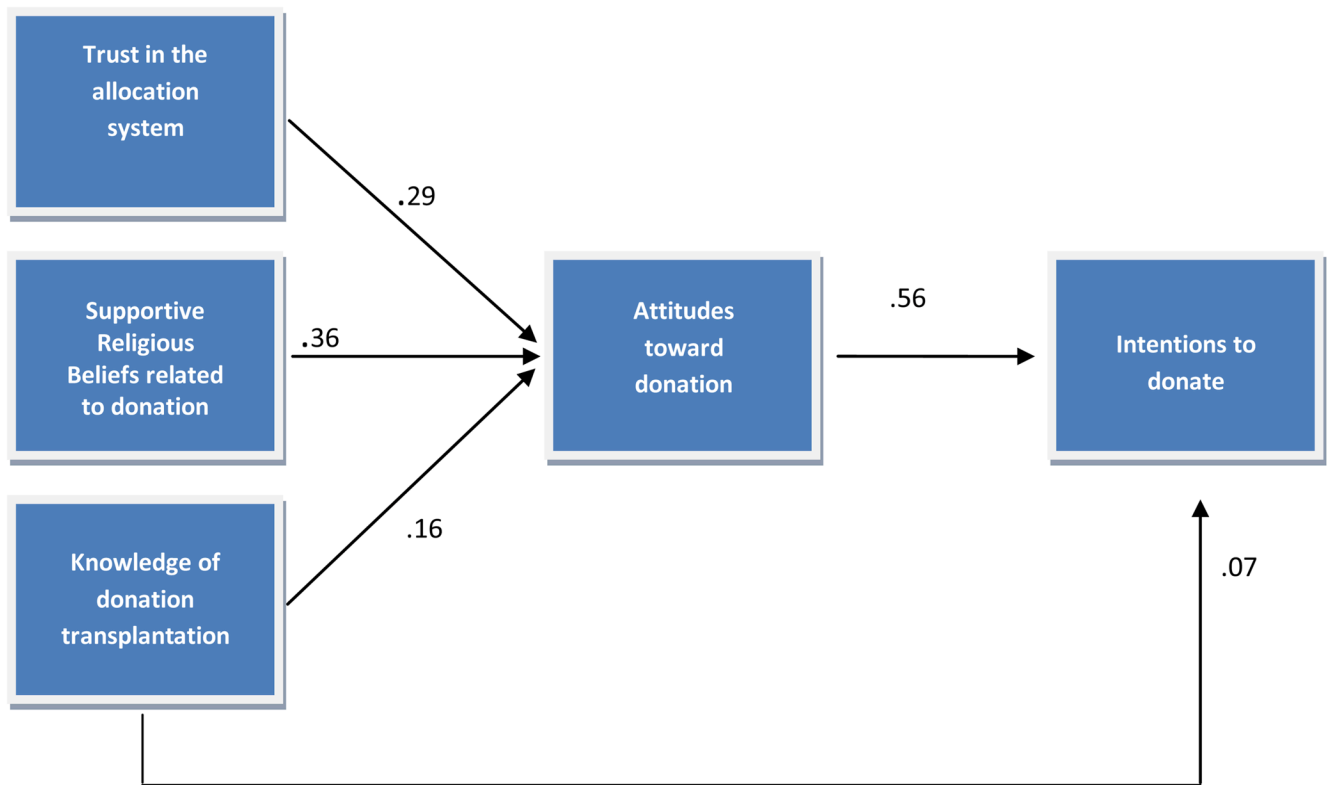 Trust in the
allocation
system
.29
Supportive
Religious
Beliefs related
to donation
.36
Attitudes
toward
donation
.56
Intentions to
donate
Knowledge of
donation
transplantation
.16
.07